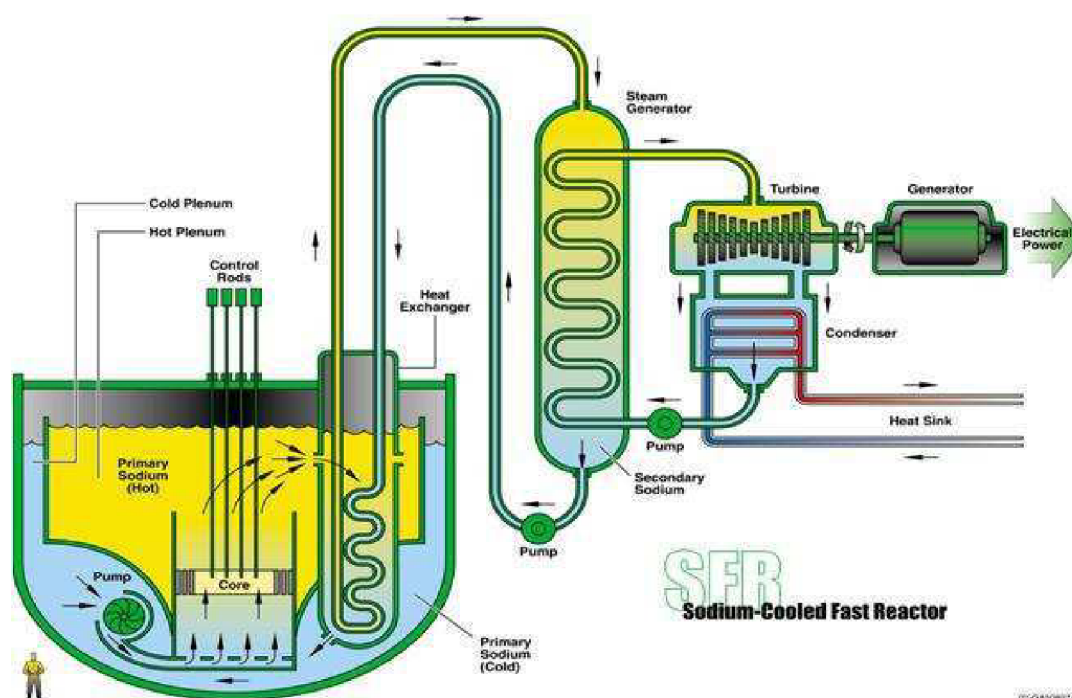 Steam
Generator
Turbine
Generator
Cold Plenum
Hot Plenum
Electrical
Power
Control
Rods
Heat
Exchanger
Condenser
Heat Sink
Pump
Primary
Sodium
(Hot)
Secondary
Sodium
Pump
Pump
Core
SFR
Sodium-Cooled Fast Reactor
Primary
Sodium
(Cold)